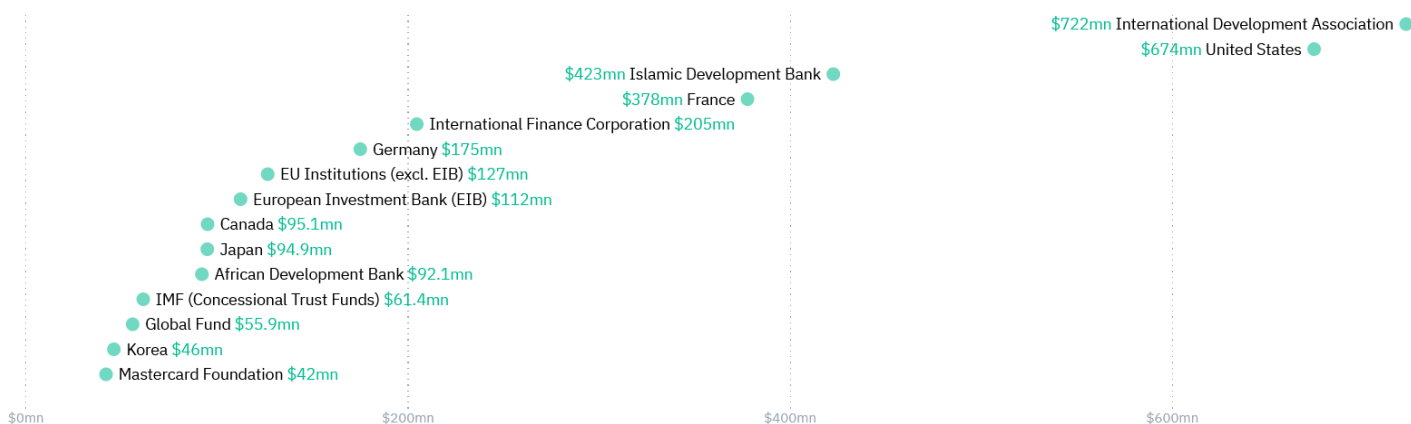 $722mn International Development Association
$674mn United States
$423mn Islamic Development Bank
$378mn France
International Finance Corporation $205mn
Germany $175mn
EU Institutions (excl. EIB) $127mn
European Investment Bank (EIB) $112mn
Canada $95.1mn
Japan $94.9mn
African Development Bank $92.1mn
IMF (Concessional Trust Funds) $61.4mn
Global Fund $55.9mn
Korea $46mn
Mastercard Foundation $42mn
$0mn $200mn $400mn $600mn